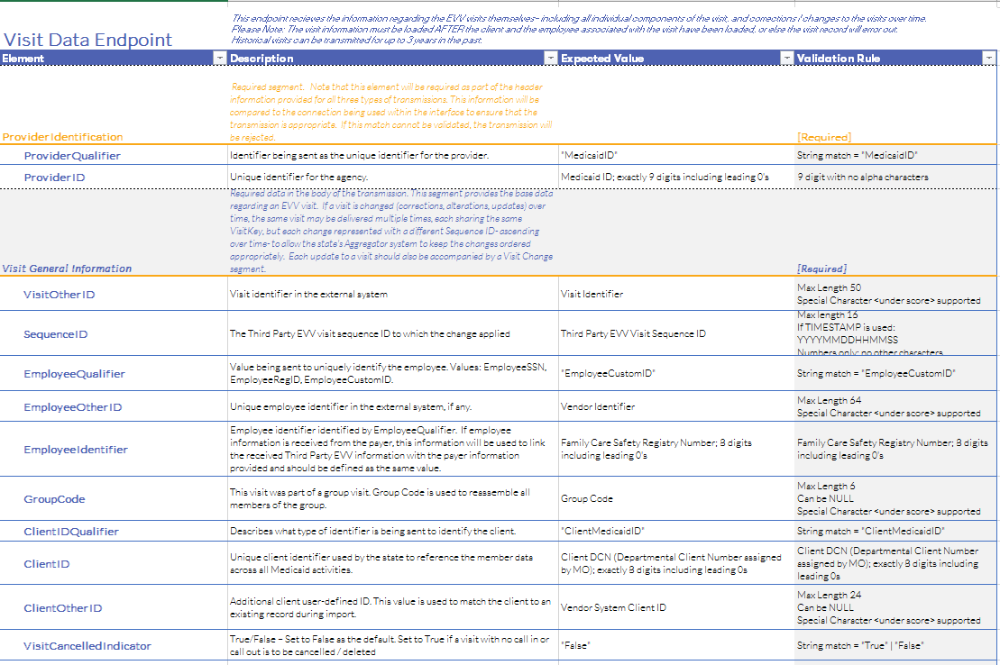 This endpoint recieves the information regarding the EVV visits themselves- including all individual components of the visit, and corrections / changes to the visits over time.
Please Note: The visit information must be loaded AFTER the client and the employee associated with the visit have been loaded, or else the visit record will error out.
Historical visits can be transmitted for up to 3 years in the past.
Visit Data Endpoint
Element Description Expected Value Validation Rule
Required segment. Note that this element will be required as part of the header
information provided for all three types of transmissions. This information will be
compared to the connection being used within the interface to ensure that the
transmission is appropriate. If this match cannot be validated, the transmission will
be rejected.
ProviderIdentification [Required]
ProviderQualifier Identifier being sent as the unique identifier for the provider. "MedicaidID" String match = "MedicaidID"
ProviderID Unique identifier for the agency. Medicaid ID; exactly 9 digits including leading 0's 9 digit with no alpha characters
Required data in the body of the transmission. This segment provides the base data
regarding an EVV visit. If a visit is changed (corrections, alterations, updates) over
time, the same visit may be delivered multiple times, each sharing the same
VisitKey, but each change represented with a different Sequence ID- ascending
over time- to allow the state's Aggregator system to keep the changes ordered
appropriately. Each update to a visit should also be accompanied by a Visit Change
segment.
Visit General Information [Required]
VisitOtherID Visit identifier in the external system Visit Identifier
Max Length 50
Special Character <under score> supported
SequenceID The Third Party EVV visit sequence ID to which the change applied Third Party EVV Visit Sequence ID
Max length 16
If TIMESTAMP is used:
YYYYMMDDHHMMSS
Numbers only; no other characters
EmployeeQualifier
Value being sent to uniquely identify the employee. Values: EmployeeSSN,
EmployeeRegID, EmployeeCustomID.
"EmployeeCustomID" String match = "EmployeeCustomID"
EmployeeOtherID Unique employee identifier in the external system, if any. Vendor Identifier
Max Length 64
Special Character <under score> supported
EmployeeIdentifier
Employee identifier identified by EmployeeQualifier. If employee
information is received from the payer, this information will be used to link
the received Third Party EVV information with the payer information
provided and should be defined as the same value.
Family Care Safety Registry Number; 8 digits
including leading 0's
Family Care Safety Registry Number; 8 digits
including leading 0's
GroupCode
This visit was part of a group visit. Group Code is used to reassemble all
members of the group.
Group Code
Max Length 6
Can be NULL
Special Character <under score> supported
ClientIDQualifier Describes what type of identifier is being sent to identify the client. "ClientMedicaidID" String match = "ClientMedicaidID"
ClientID
Unique client identifier used by the state to reference the member data
across all Medicaid activities.
Client DCN (Departmental Client Number assigned
by MO); exactly 8 digits including leading 0s
Client DCN (Departmental Client Number
assigned by MO); exactly 8 digits including
leading 0s
ClientOtherID
Additional client user-defined ID. This value is used to match the client to an
existing record during import.
Vendor System Client ID
Max Length 24
Can be NULL
Special Character <under score> supported
VisitCancelledIndicator
True/False – Set to False as the default. Set to True if a visit with no call in or
call out is to be cancelled / deleted
"False" String match = "True" | "False"